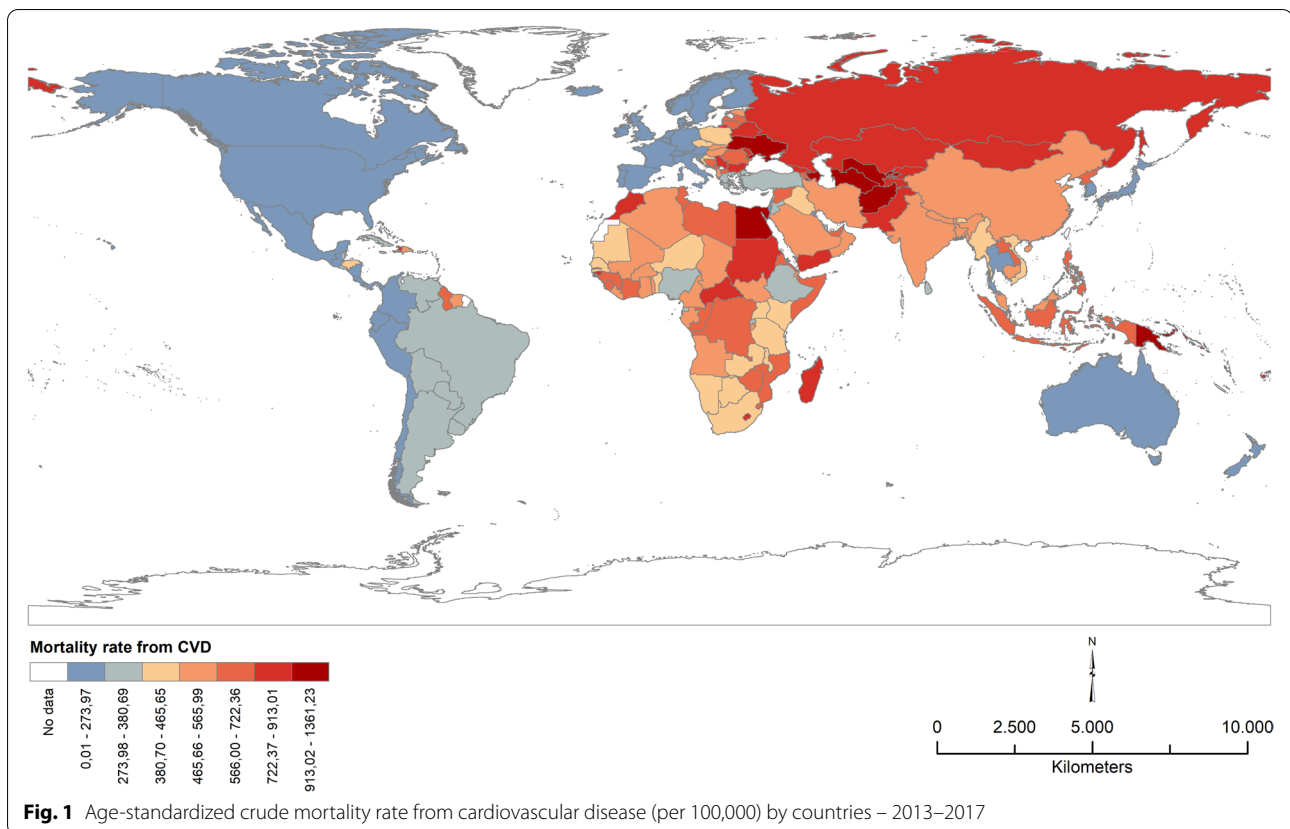 Mortality rate from CVD
No data
0,01 - 273,97
273,98 - 380,69
380,70 - 465,65
465,66 - 565,99
566,00 - 722,36
722,37 - 913,01
913,02 - 1361,23
N
0 2.500 5.000 10.000
Kilometers
Fig. 1 Age-standardized crude mortality rate from cardiovascular disease (per 100,000) by countries – 2013–2017